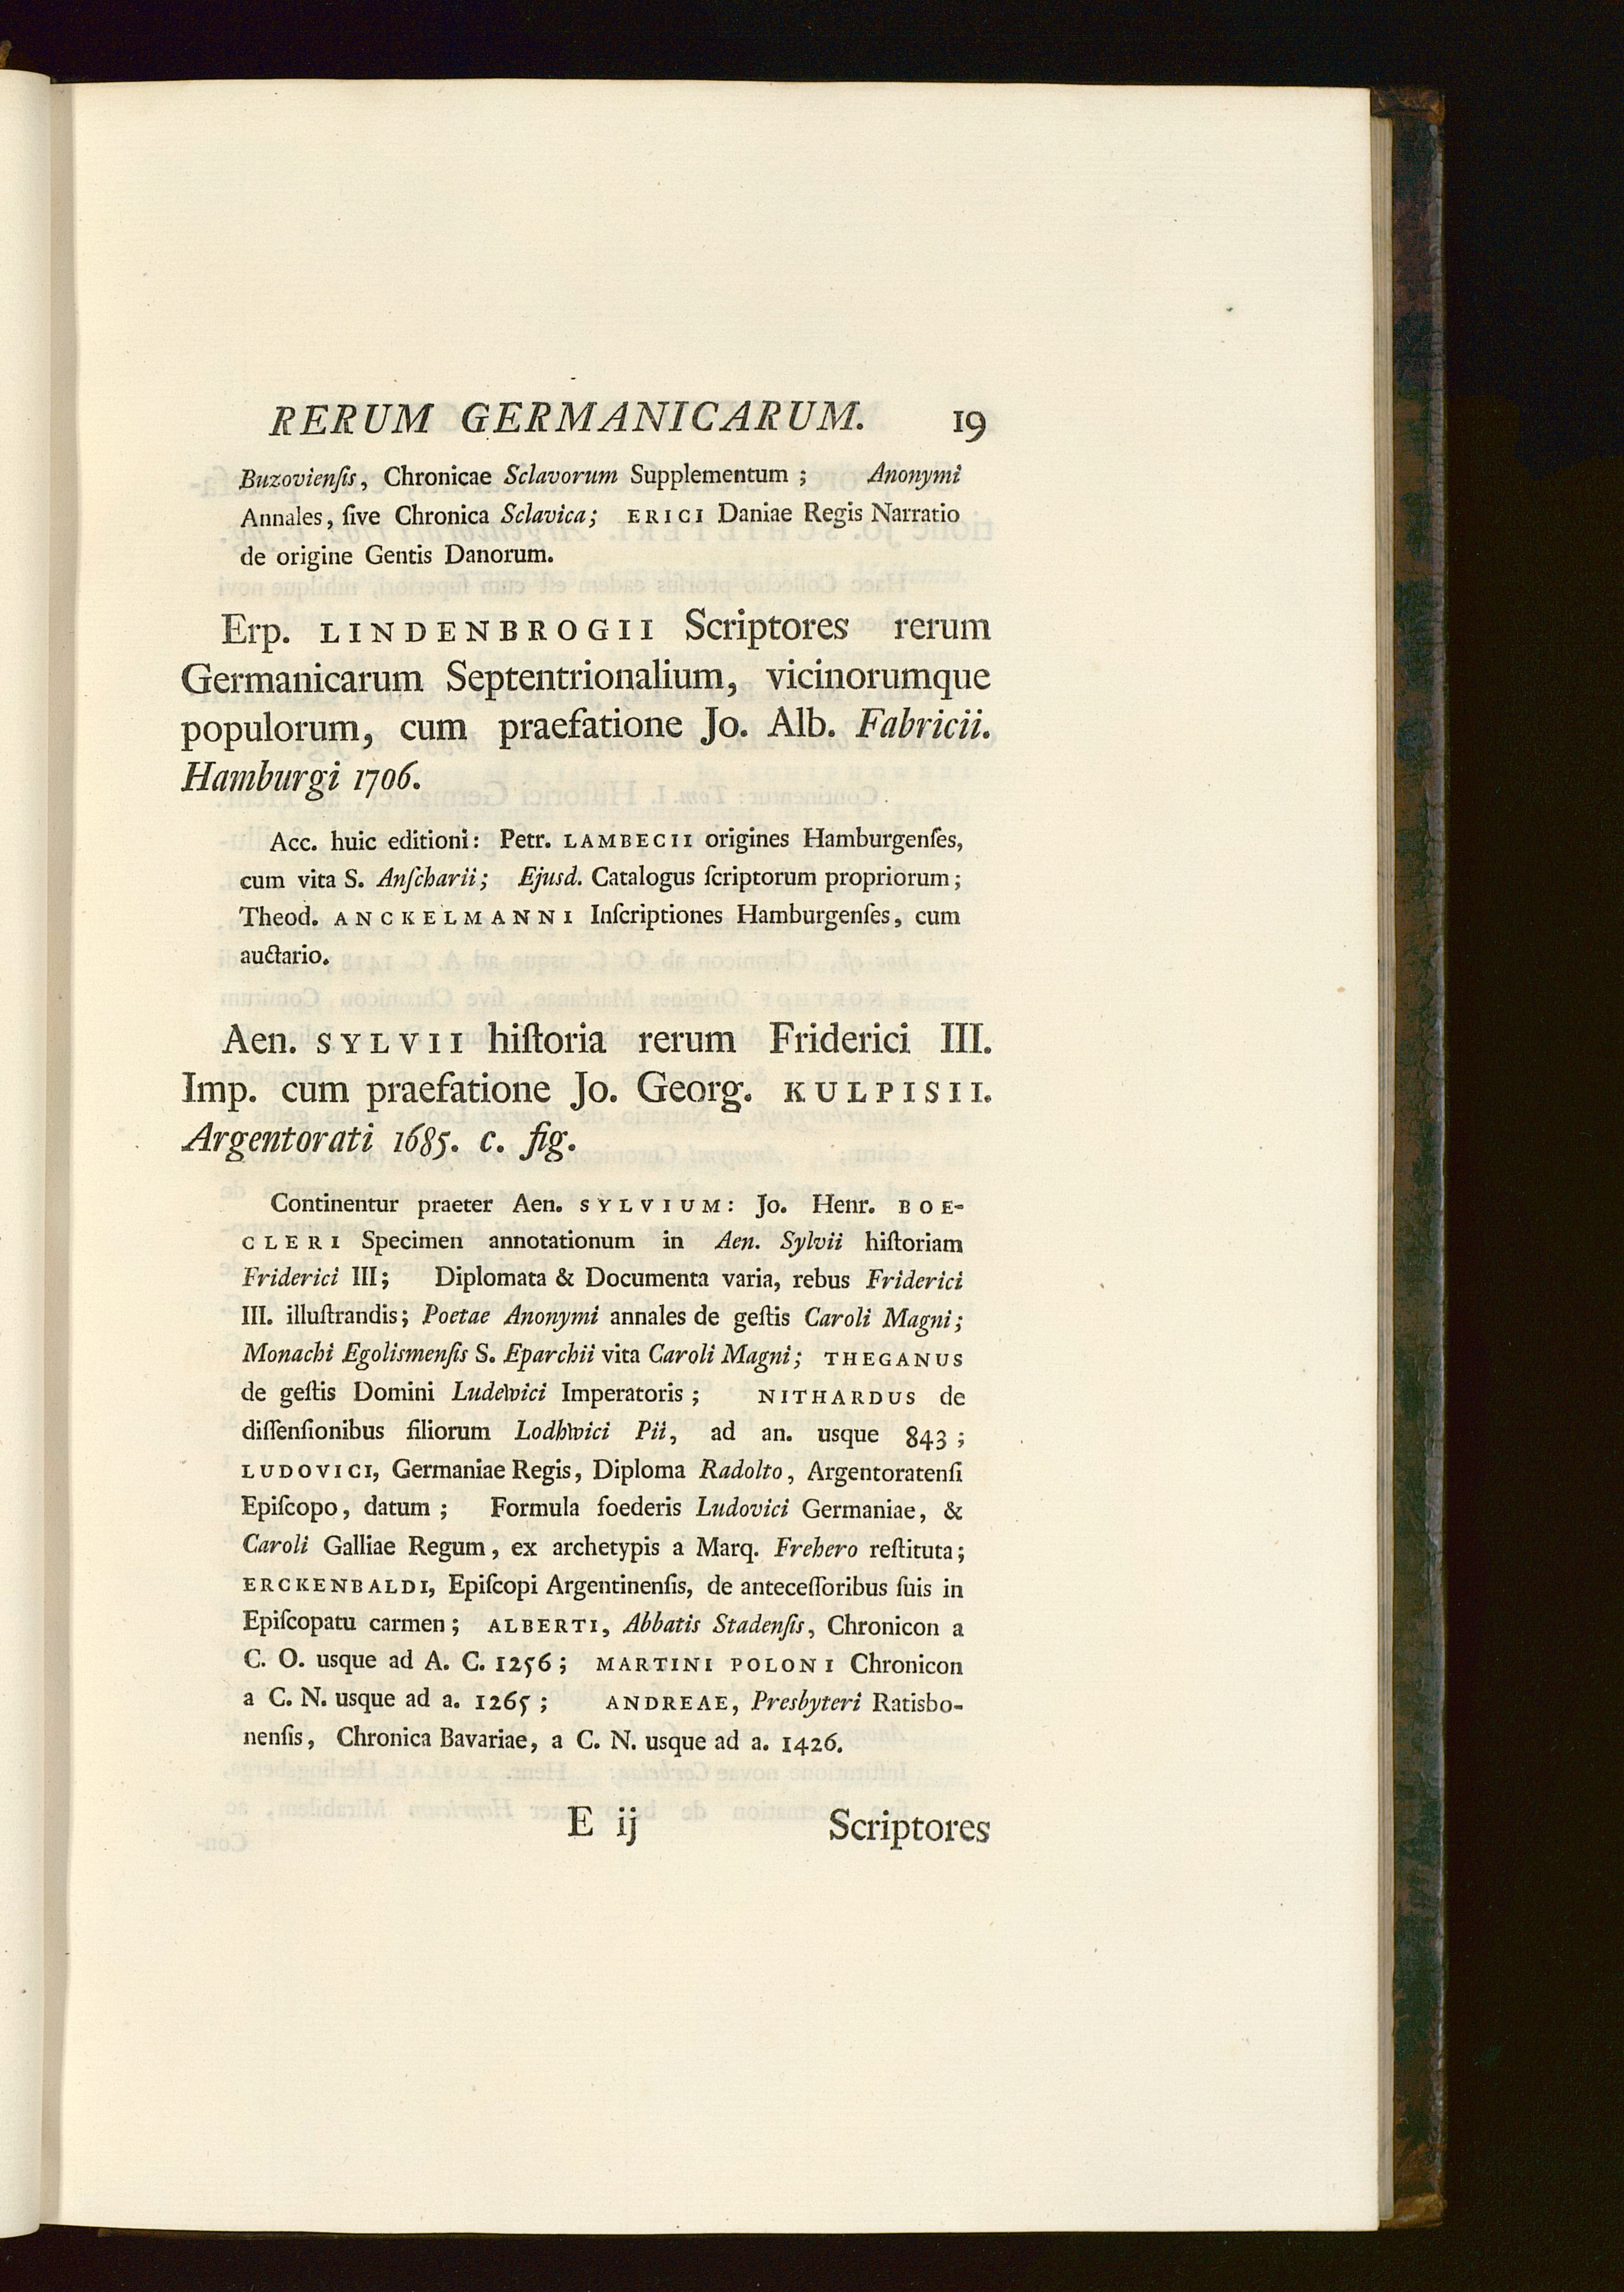 RERUM GERMANICARUM. 19
Buzovienſis, Chronicae Sclavorum Supplementum ; Anonymi
Annales, ſive Chronica Sclavica; ERICI Daniae Regis Narratio
de origine Gentis Danorum.
Erp. LINDENBROGII Scriptores rerum
Germanicarum Septentrionalium, vicinorumque
populorum, cum praefatione Jo. Alb. Fabricii.
Hamburgi 1706.
Acc. huic editioni: Petr. LAMBECII origines Hamburgenſes,
cum vita S. Anſcharii; Ejusd. Catalogus ſcriptorum propriorum;
Theod. ANCKELMANNI Inſcriptiones Hamburgenſes, cum
auctario.
Aen. SYLVII hiſtoria rerum Friderici III.
Imp. cum praefatione Jo. Georg. KULPISII.
Argentorati 1685. c. fig.
Continentur praeter Aen. SYLVIUM: Jo. Henr. BOE-
CLERI Specimen annotationum in Aen. Sylvii hiſtoriam
Friderici III; Diplomata & Documenta varia, rebus Friderici
III. illuſtrandis; Poetae Anonymi annales de geſtis Caroli Magni;
Monachi Egolismenſis S. Eparchii vita Caroli Magni; THEGANUS
de geſtis Domini Ludewici Imperatoris ; NITHARDUS de
diſſenſionibus filiorum Lodhwici Pii, ad an. usque 843 ;
LUDOVICI, Germaniae Regis, Diploma Radolto, Argentoratenſi
Epiſcopo, datum ; Formula foederis Ludovici Germaniae, &
Caroli Galliae Regum, ex archetypis a Marq. Frehero reſtituta;
ERCKENBALDI, Epiſcopi Argentinenſis, de anteceſſoribus ſuis in
Epiſcopatu carmen; ALBERTI, Abbatis Stadenſis, Chronicon a
C. O. usque ad A. C. 1256; MARTINI POLONI Chronicon
a C. N. usque ad a. 1265 ; ANDREAE, Presbyteri Ratisbo-
nenſis, Chronica Bavariae, a C. N. usque ad a. 1426.
E ij Scriptores